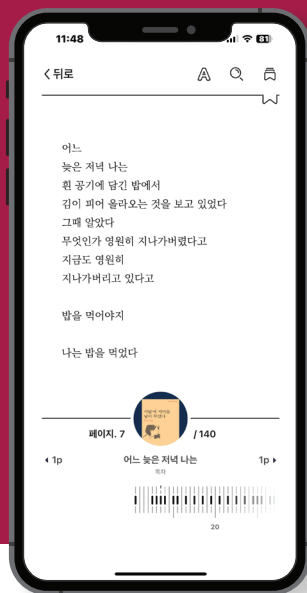 11:48
81
뒤로
어느
늦은 저녁 나는
흰 공기에 담긴 밥에서
김이 피어 올라오는 것을 보고 있었다
그때 알았다
무엇인가 영원히 지나가버렸다고
지금도 영원히
지나가버리고 있다고
밥을 먹어야지
나는 밥을 먹었다
페이지. 7 / 140
1p 어느 늦은 저녁 나는 1p
목차
20